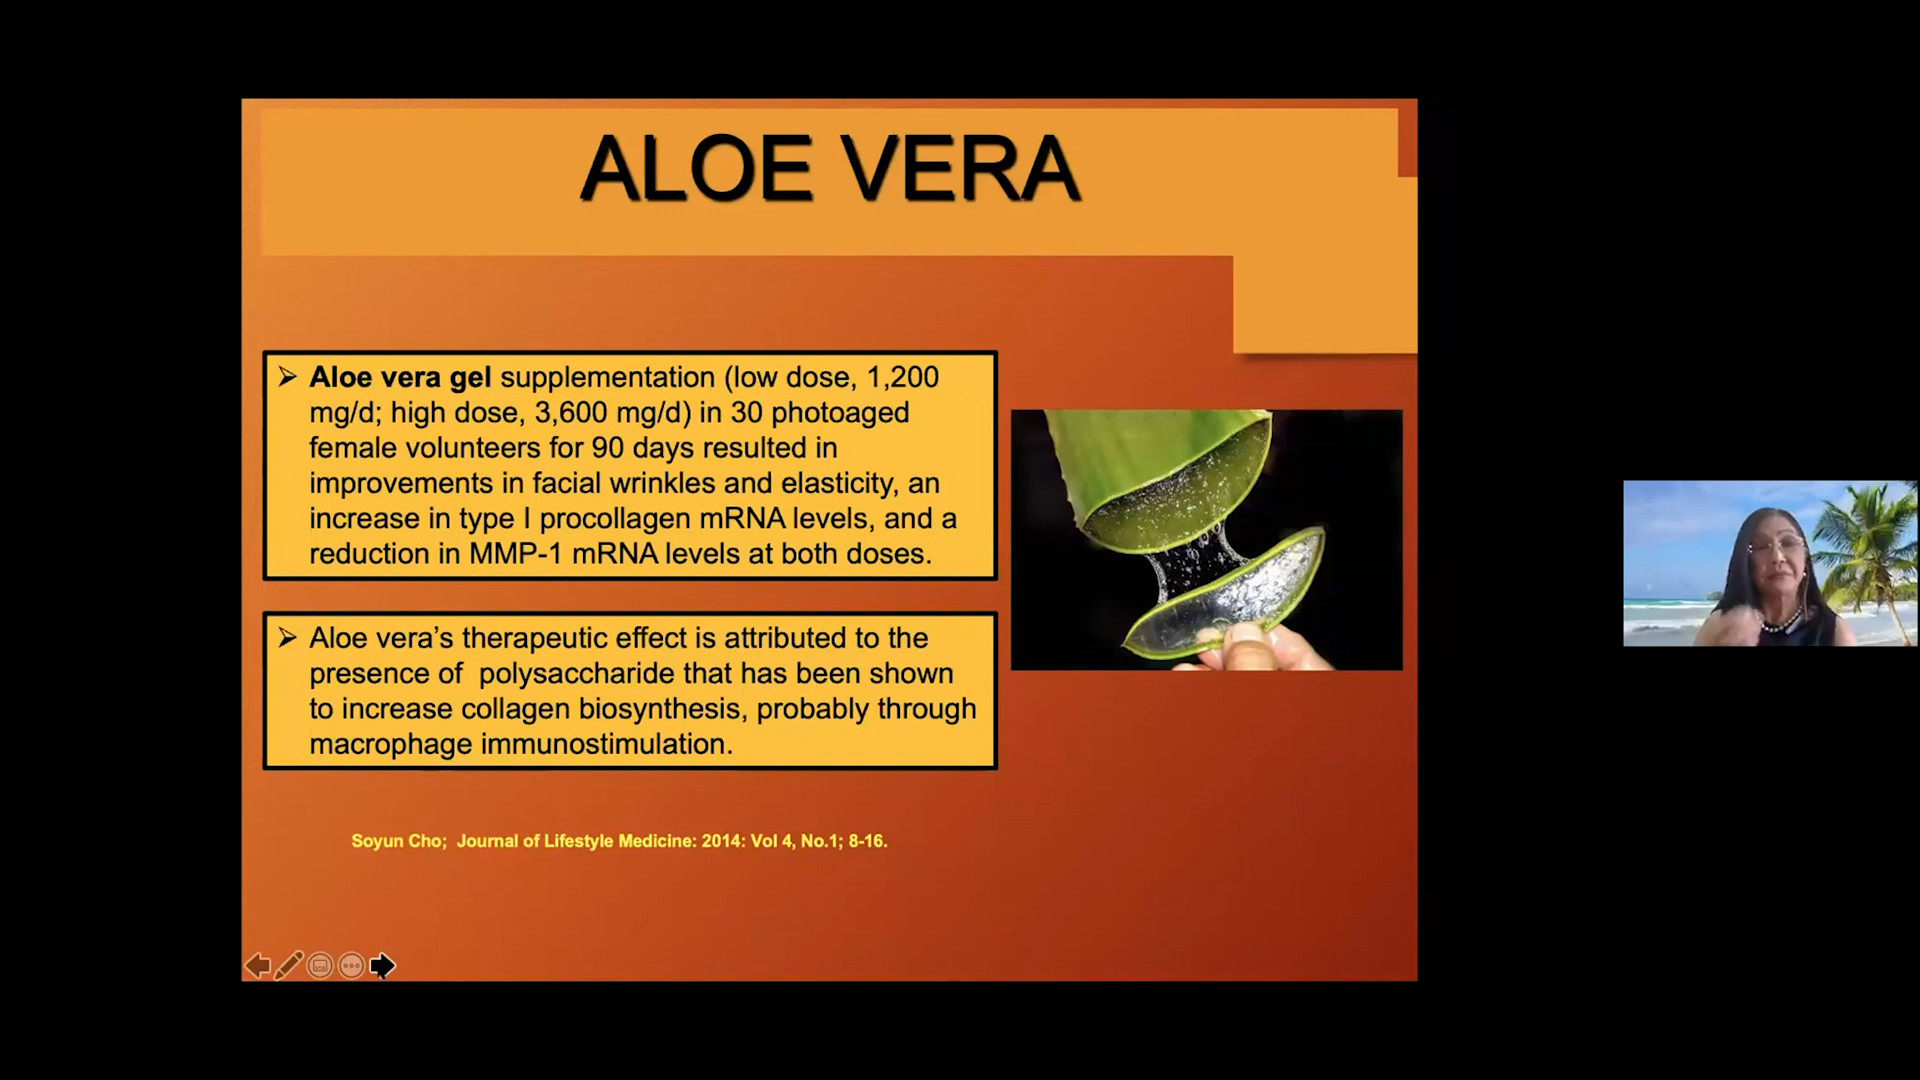 ALOE VERA
➢ Aloe vera gel supplementation (low dose, 1,200
mg/d; high dose, 3,600 mg/d) in 30 photoaged
female volunteers for 90 days resulted in
improvements in facial wrinkles and elasticity, an
increase in type I procollagen mRNA levels, and a
reduction in MMP-1 mRNA levels at both doses.
➢ Aloe vera’s therapeutic effect is attributed to the
presence of  polysaccharide that has been shown
to increase collagen biosynthesis, probably through
macrophage immunostimulation.
Soyun Cho;  Journal of Lifestyle Medicine: 2014: Vol 4, No.1; 8-16.